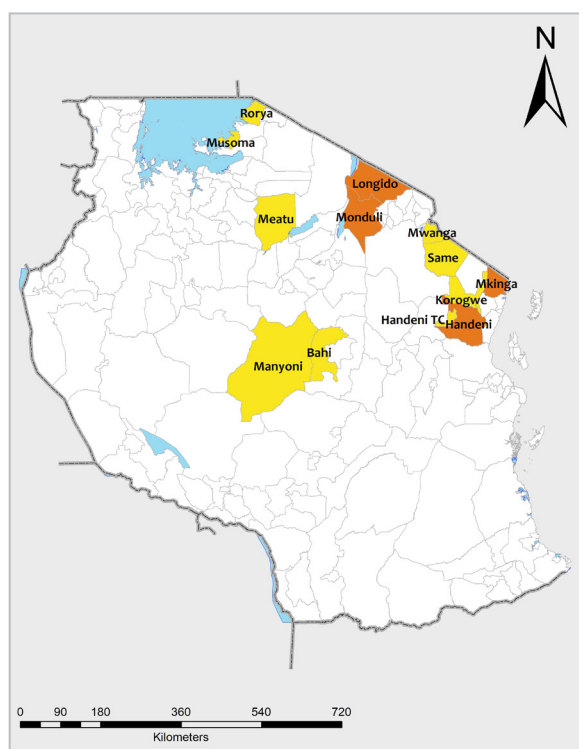 N
Rorya
Musoma
Longido
Meatu
Monduli
Mwanga
Same
Mkinga
Korogwe
Handeni TC
Handeni
Bahi
Manyoni
0 90 180 360 540 720
Kilometers